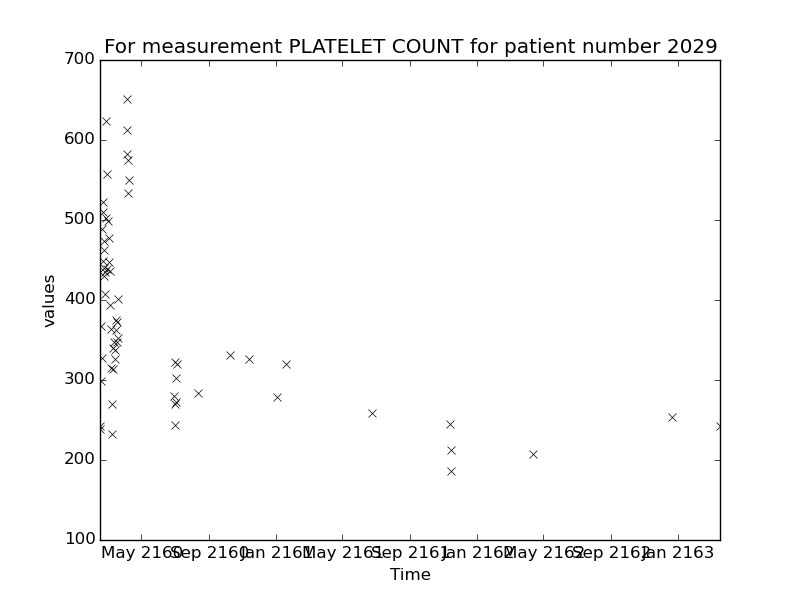 For measurement PLATELET COUNT for patient number 2029
700
600
500
400
300
200
100
values
May 2160 Sep 2160 Jan 2161 May 2161 Sep 2161 Jan 2162 May 2162 Sep 2162 Jan 2163
Time